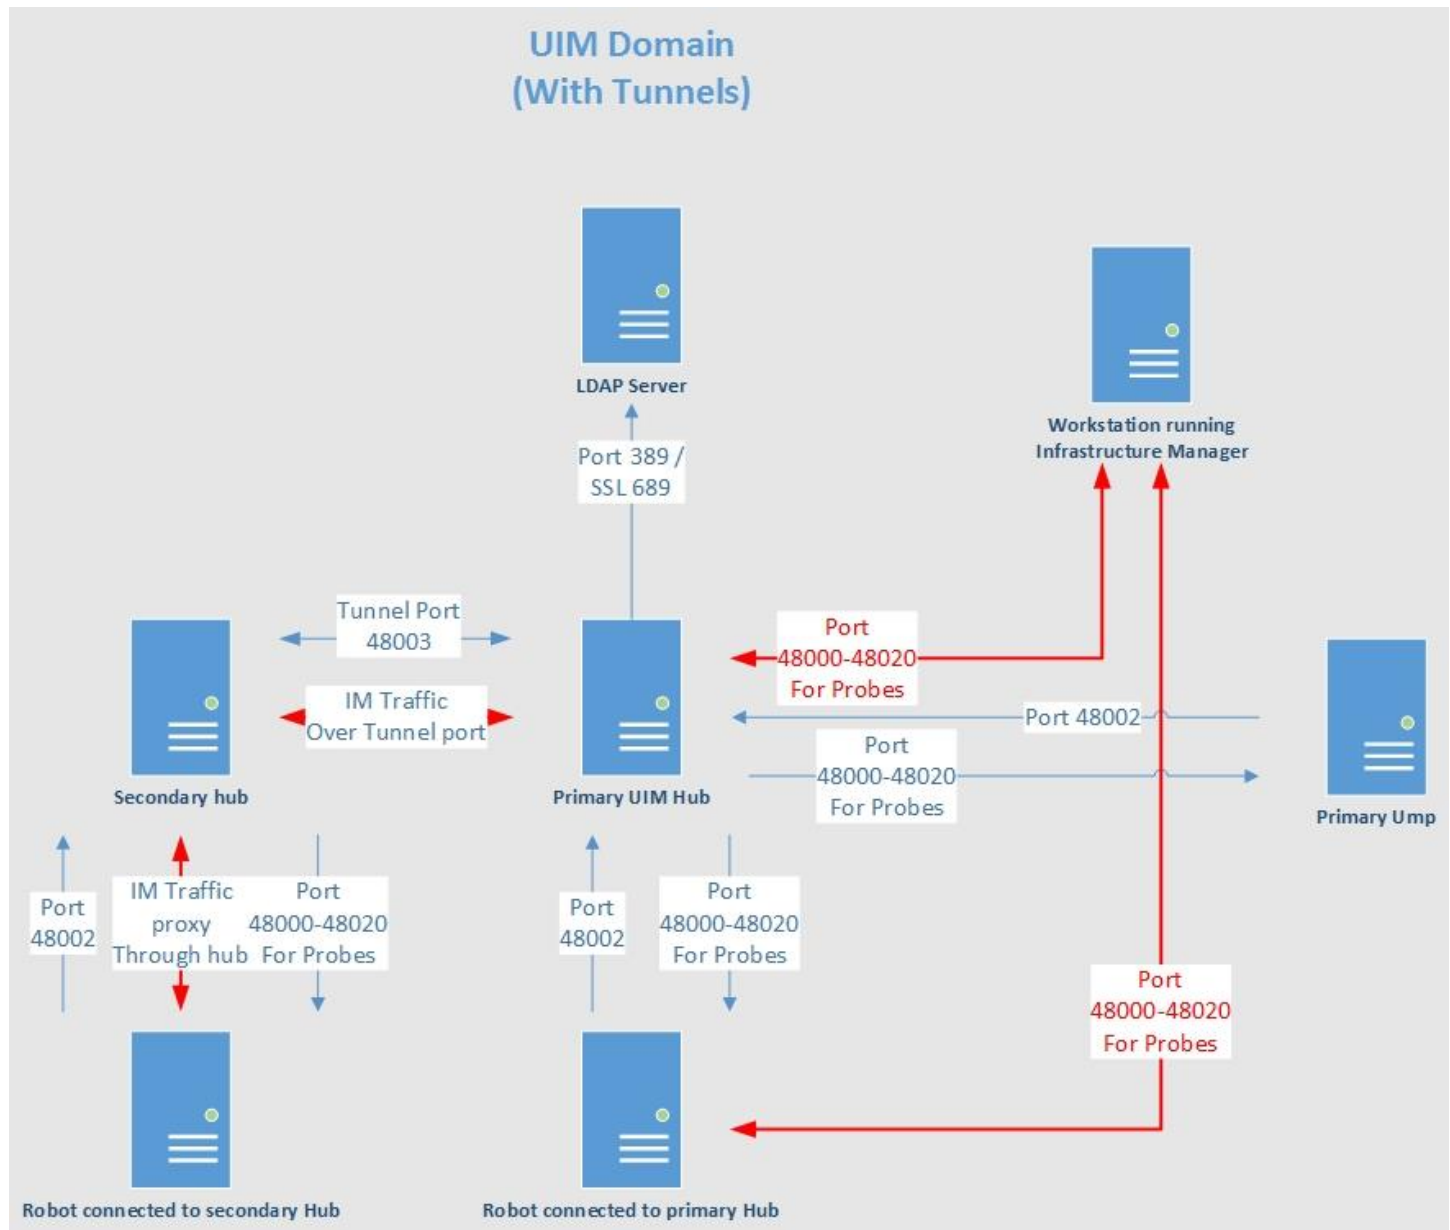 UIM Domain
(With Tunnels)
LDAP Server
Workstation running
Infrastructure Manager
Port 389 /
SSL 689
Tunnel Port
48003
Port
48000-48020
For Probes
IM Traffic
Over Tunnel port
Port 48002
Port
48000-48020
For Probes
Secondary hub
Primary UIM Hub
Primary Ump
Port
48002
IM Traffic
proxy
Through hub
Port
48000-48020
For Probes
Port
48002
Port
48000-48020
For Probes
Port
48000-48020
For Probes
Robot connected to secondary Hub
Robot connected to primary Hub